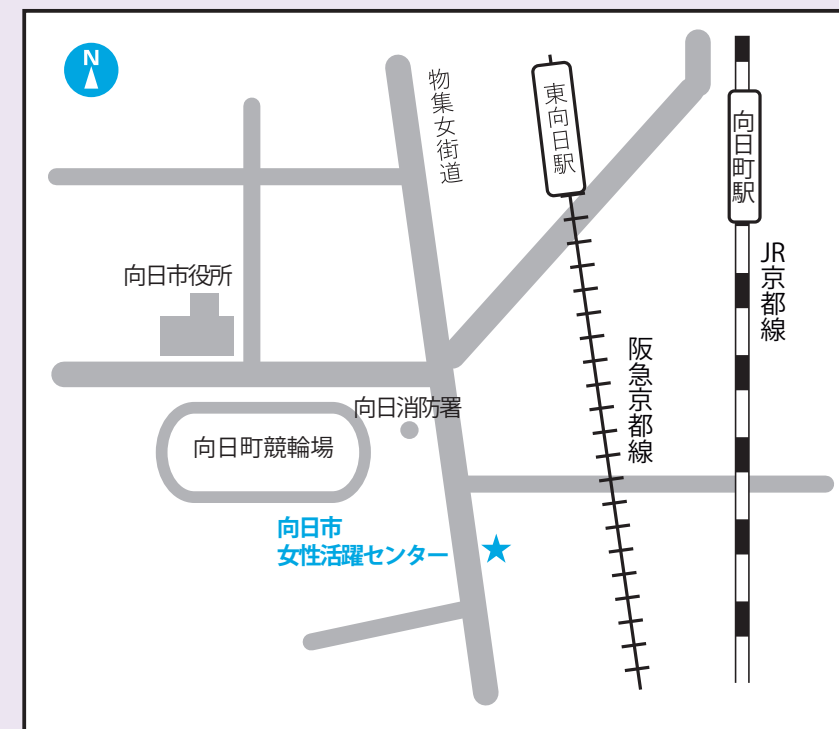 N
物集女街道
東向日駅
向日町駅
JR京都線
向日市役所
阪急京都線
向日消防署
向日町競輪場
向日市
女性活躍センター